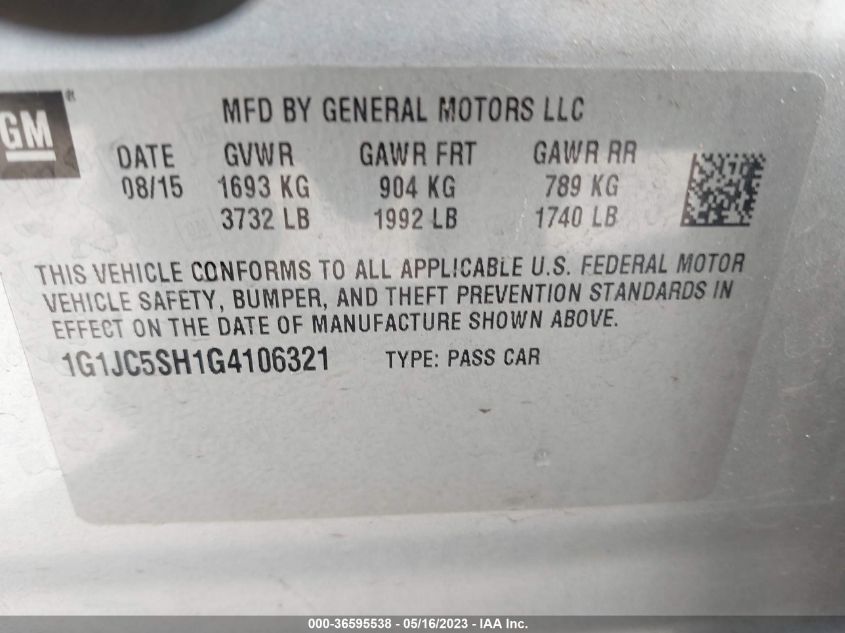 GM®
MFD BY GENERAL MOTORS LLC
DATE GVWR GAWR FRT GAWR RR
08/15 1693 KG 904 KG 789 KG
3732 LB 1992 LB 1740 LB
THIS VEHICLE CONFORMS TO ALL APPLICABLE U.S. FEDERAL MOTOR
VEHICLE SAFETY, BUMPER, AND THEFT PREVENTION STANDARDS IN
EFFECT ON THE DATE OF MANUFACTURE SHOWN ABOVE.
1G1JC5SH1G4106321 TYPE: PASS CAR
000-36595538 - 05/16/2023 - IAA Inc.